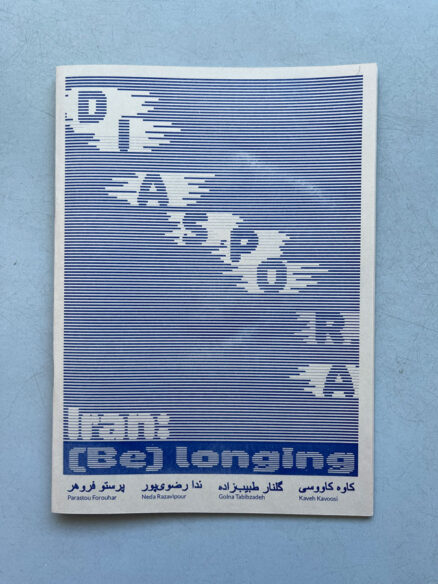 DIASPORA
Iran:
(Be)longing
پرستو فروهر ندا رضوی‌پور گلنار طبیب‌زاده کاوه کاووسی
Parastou Forouhar Neda Razavipour Golna Tabibzadeh Kaveh Kavoosi